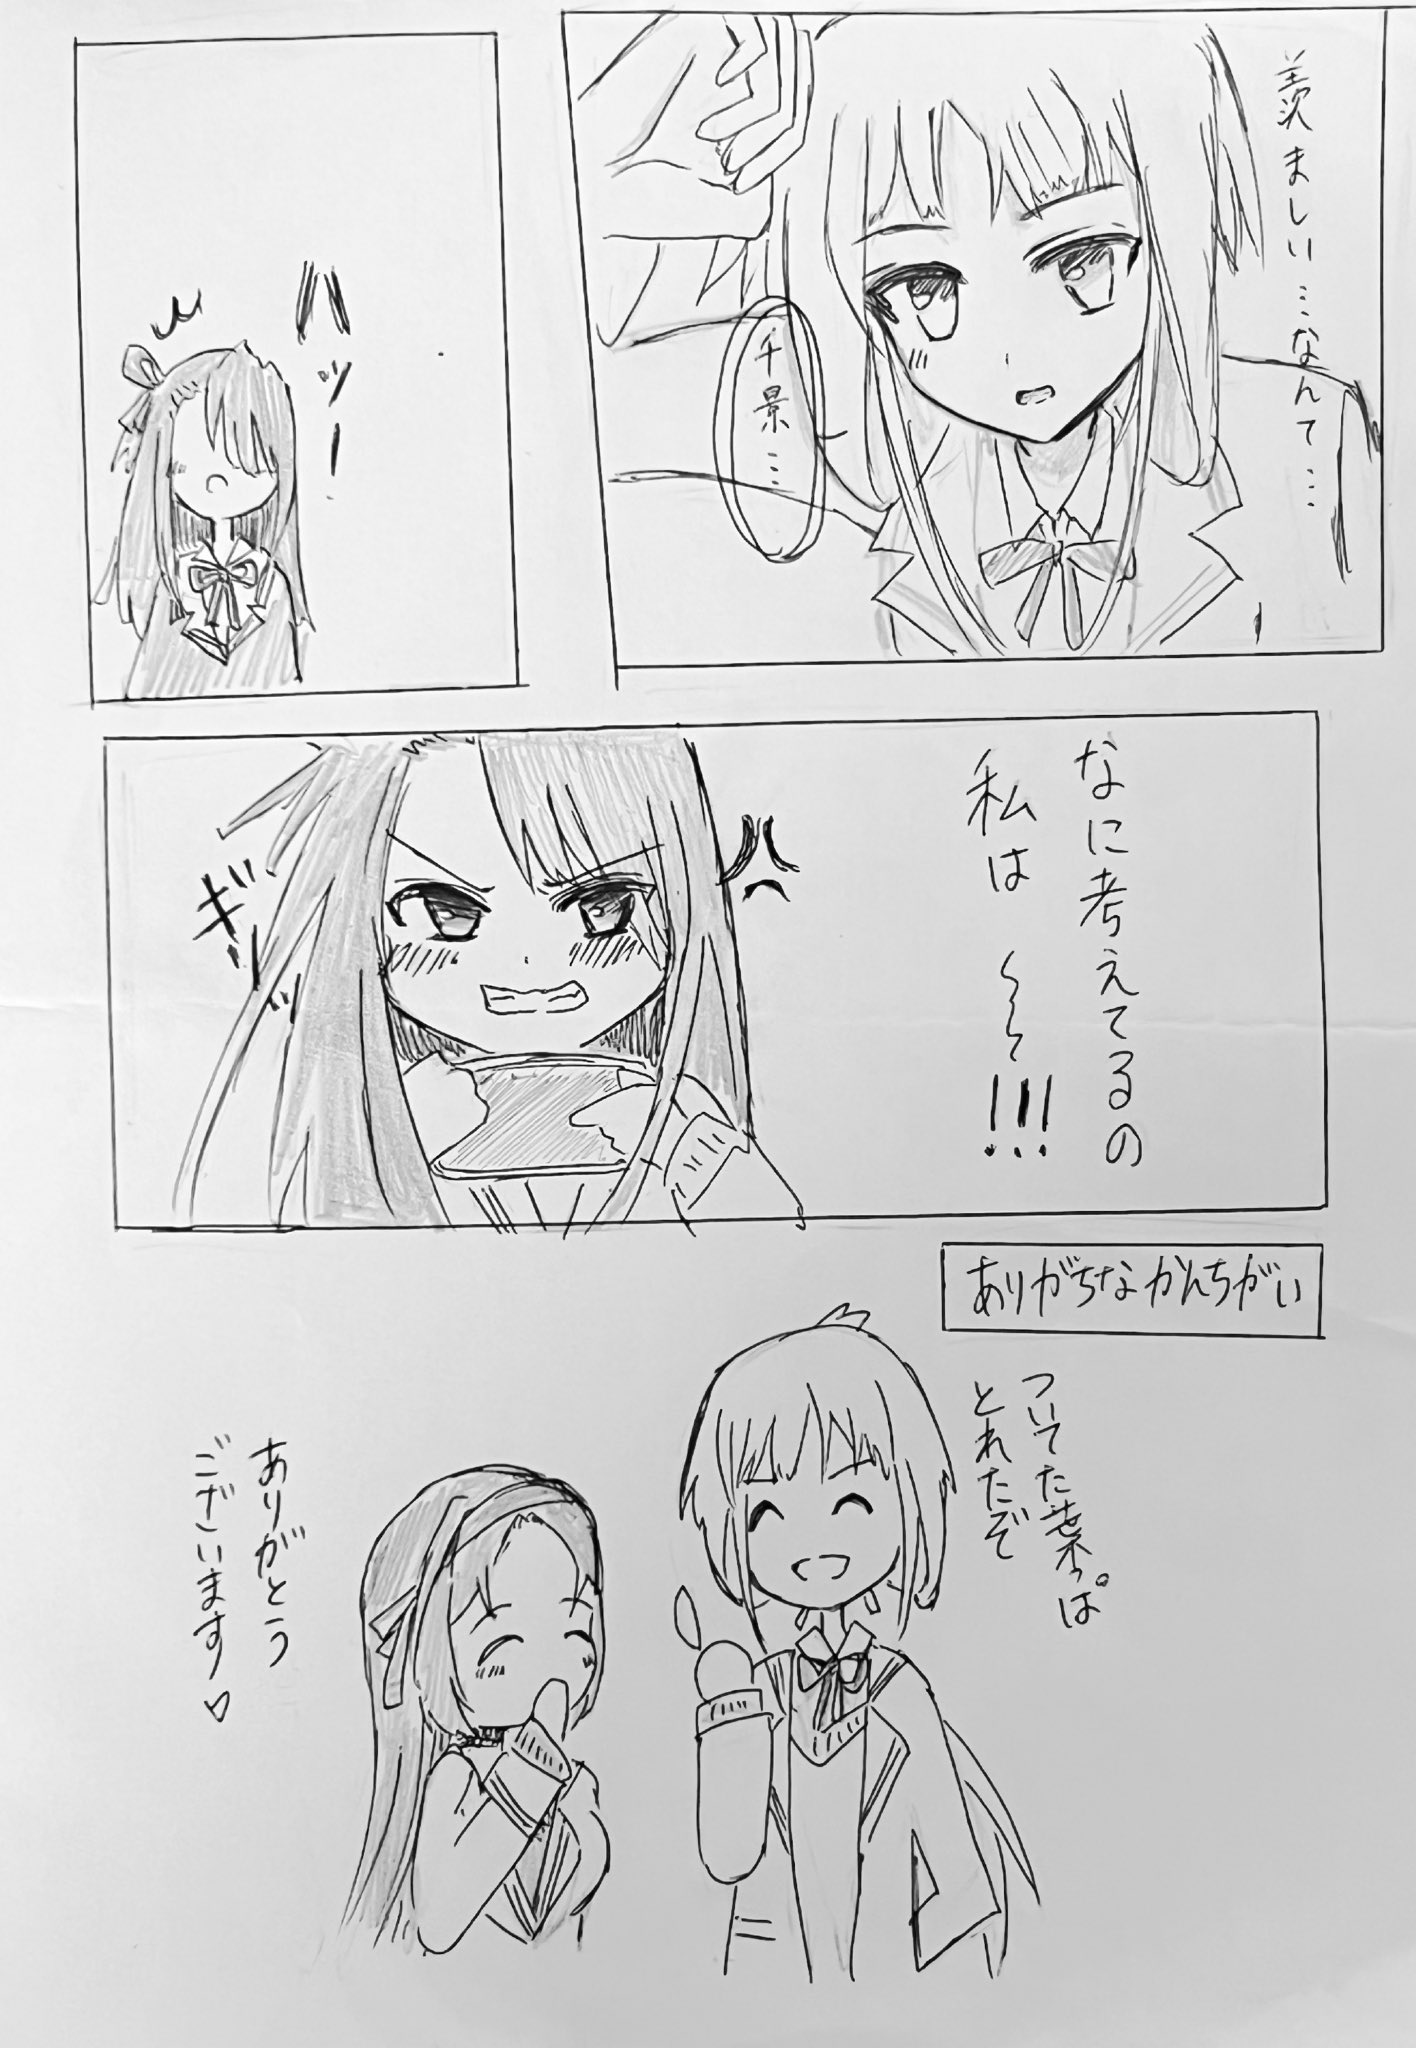 羨ましい…なんて…
千景…
ハッ!
なに考えてるの
私は〜〜!!!
ギリッ
ありがちなかんちがい
ついてた葉っぱ
とれたぞ
ありがとう
ございます♡